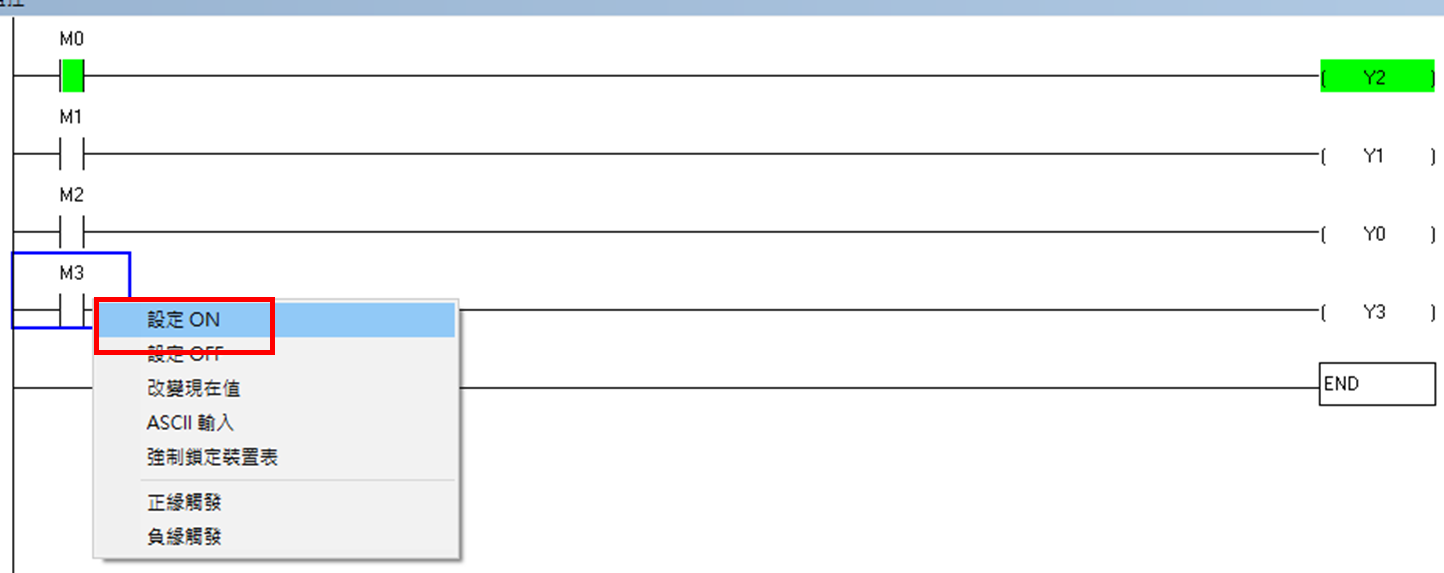 M0
Y2
M1
Y1
M2
Y0
M3
Y3
設定 ON
設定 OFF
改變現在值
ASCII 輸入
強制鎖定裝置表
正緣觸發
負緣觸發
END